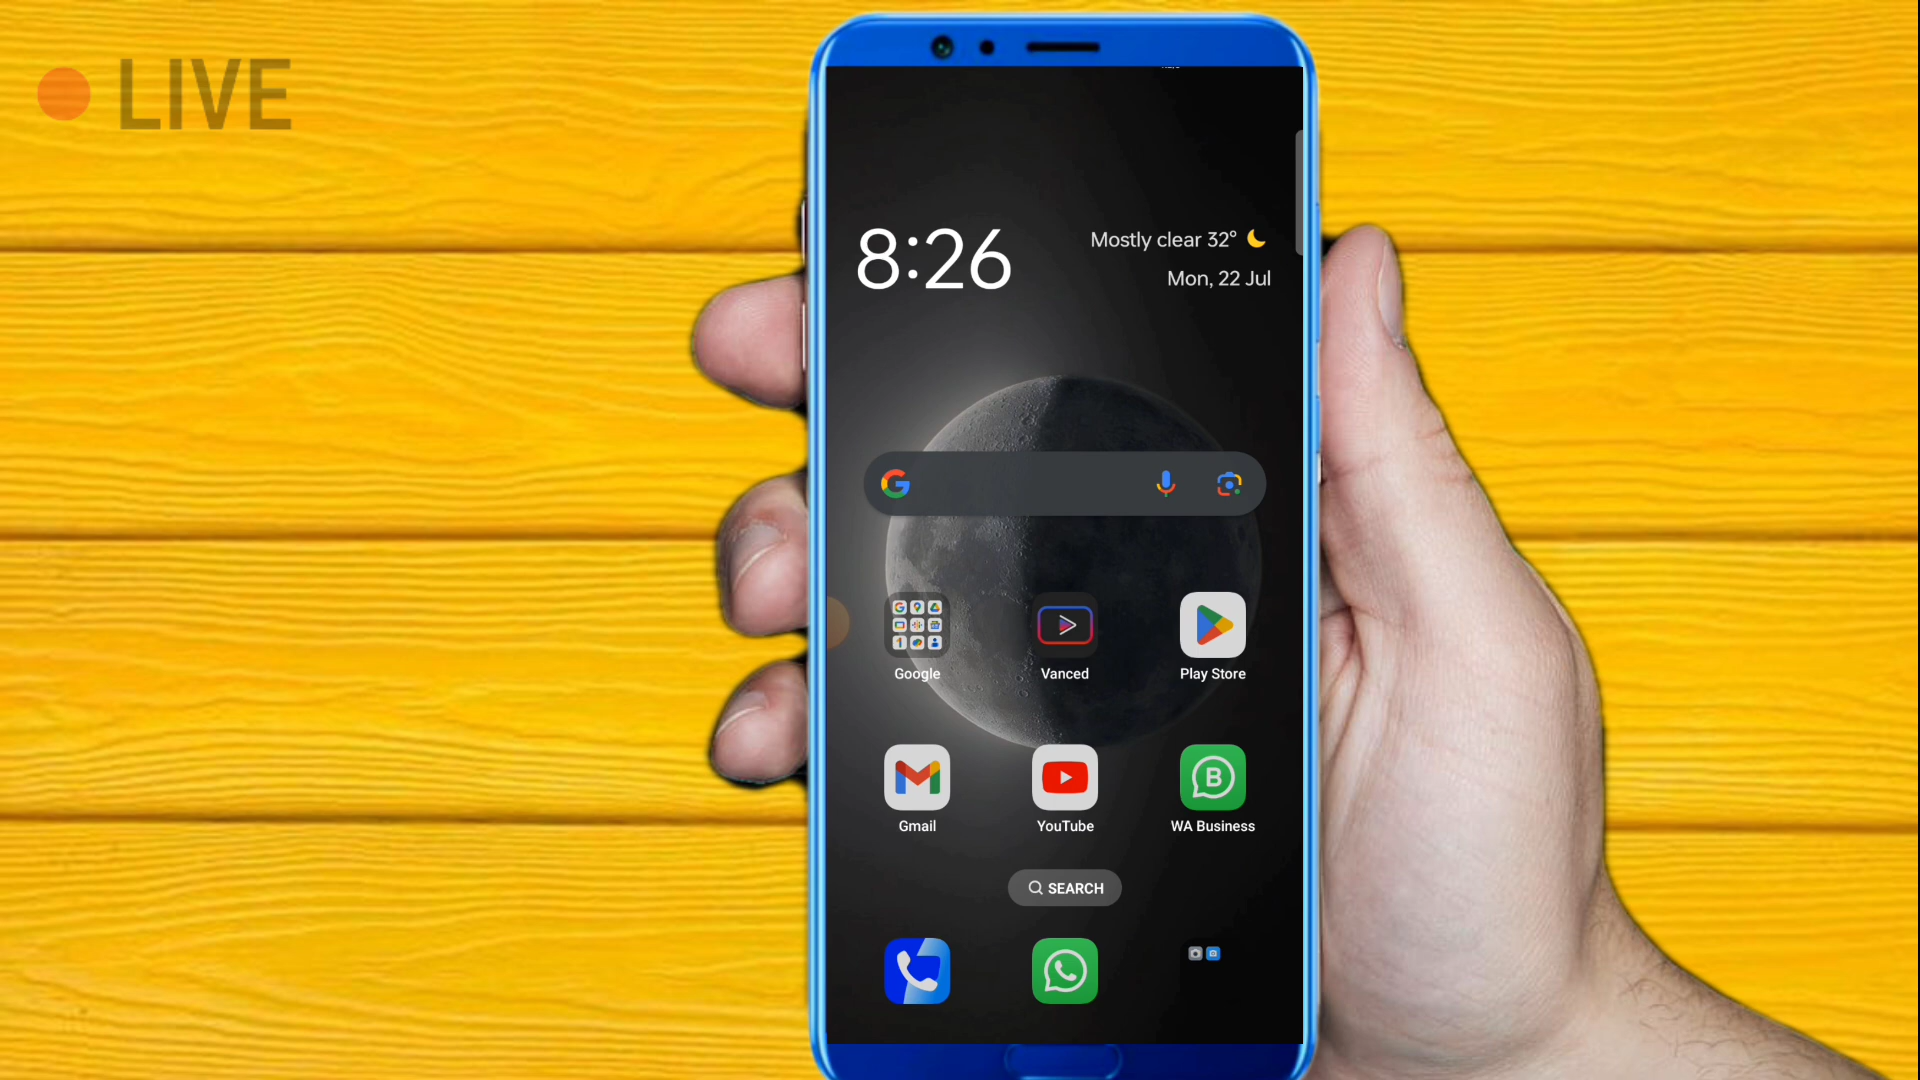 LIVE
8:26
Mostly clear 32°
Mon, 22 Jul
Google
Vanced
Play Store
Gmail
YouTube
B
WA Business
SEARCH